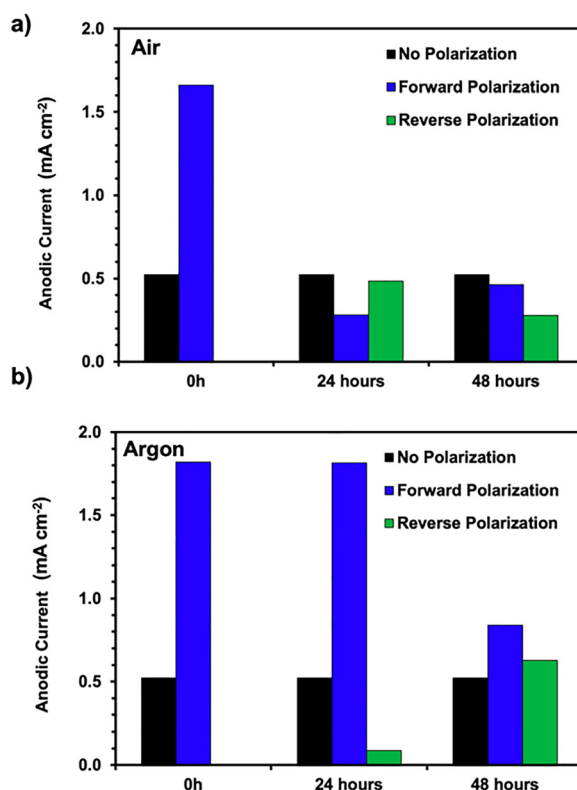 a)
Air
No Polarization
Forward Polarization
Reverse Polarization
Anodic Current (mA cm-2)
2.0
1.5
1.0
0.5
0.0
0h
24 hours
48 hours
b)
Argon
No Polarization
Forward Polarization
Reverse Polarization
Anodic Current (mA cm-2)
2.0
1.5
1.0
0.5
0.0
0h
24 hours
48 hours